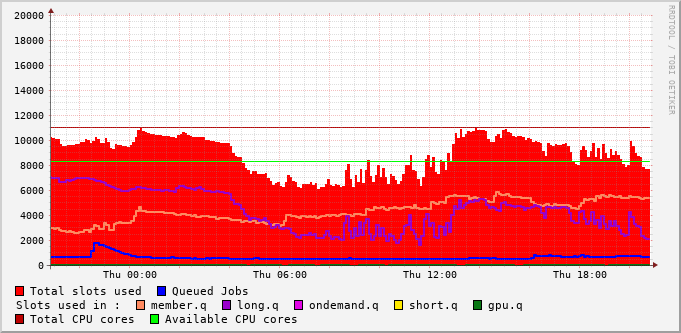 RRDTOOL / TOBI OETIKER
20000
18000
16000
14000
12000
10000
8000
6000
4000
2000
0
Thu 00:00 Thu 06:00 Thu 12:00 Thu 18:00
Total slots used Queued Jobs
Slots used in : member.q long.q ondemand.q short.q gpu.q
Total CPU cores Available CPU cores